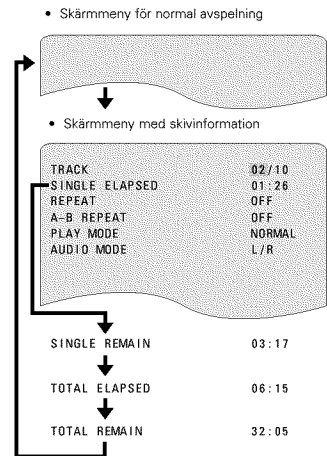 • Skärmmeny för normal avspelning
• Skärmmeny med skivinformation
TRACK 02/10
SINGLE ELAPSED 01:26
REPEAT OFF
A–B REPEAT OFF
PLAY MODE NORMAL
AUDIO MODE L/R
SINGLE REMAIN 03:17
TOTAL ELAPSED 06:15
TOTAL REMAIN 32:05